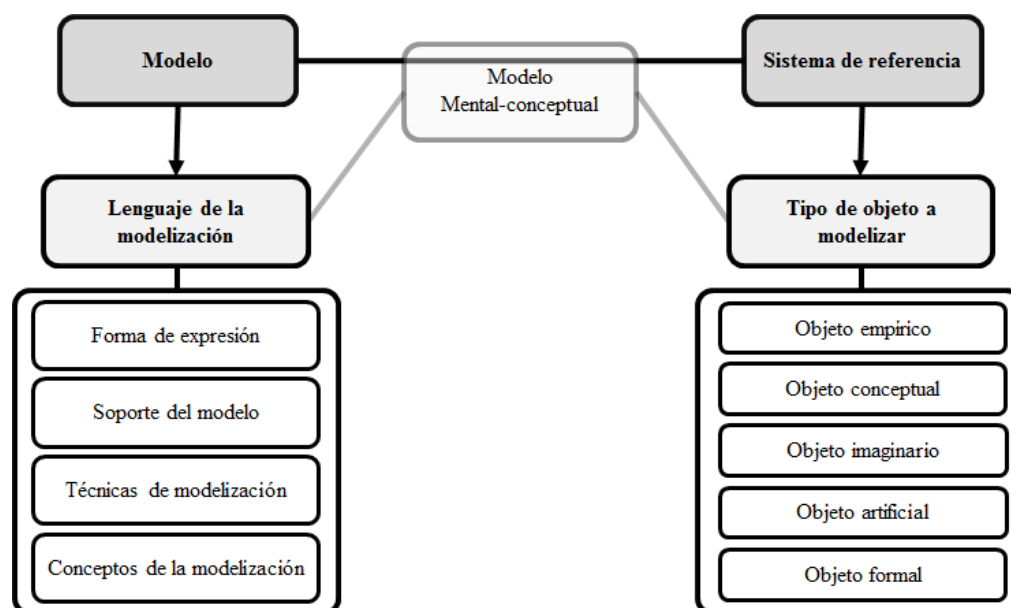 Modelo
Modelo
Mental-conceptual
Sistema de referencia
Lenguaje de la
modelización
Tipo de objeto a
modelizar
Forma de expresión
Soporte del modelo
Técnicas de modelización
Conceptos de la modelización
Objeto empírico
Objeto conceptual
Objeto imaginario
Objeto artificial
Objeto formal